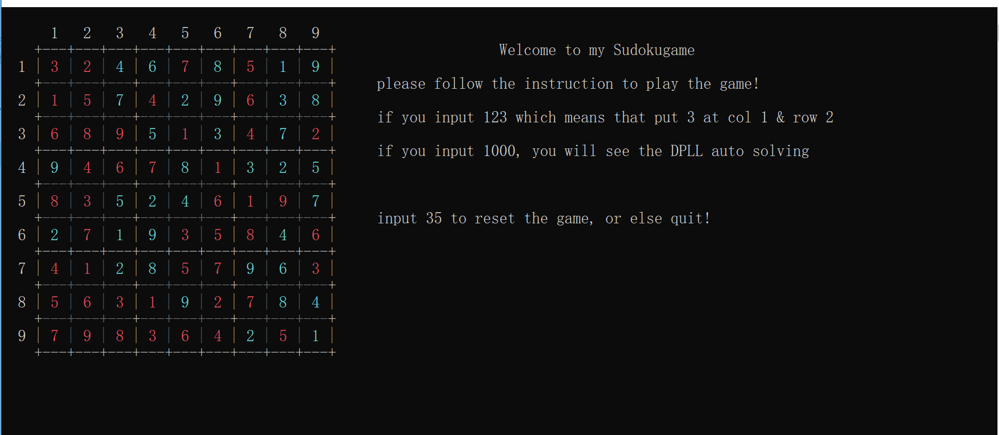 1 2 3 4 5 6 7 8 9
+---+---+---+---+---+---+---+---+---+
1 | 3 | 2 | 4 | 6 | 7 | 8 | 5 | 1 | 9 |
+---+---+---+---+---+---+---+---+---+
2 | 1 | 5 | 7 | 4 | 2 | 9 | 6 | 3 | 8 |
+---+---+---+---+---+---+---+---+---+
3 | 6 | 8 | 9 | 5 | 1 | 3 | 4 | 7 | 2 |
+---+---+---+---+---+---+---+---+---+
4 | 9 | 4 | 6 | 7 | 8 | 1 | 3 | 2 | 5 |
+---+---+---+---+---+---+---+---+---+
5 | 8 | 3 | 5 | 2 | 4 | 6 | 1 | 9 | 7 |
+---+---+---+---+---+---+---+---+---+
6 | 2 | 7 | 1 | 9 | 3 | 5 | 8 | 4 | 6 |
+---+---+---+---+---+---+---+---+---+
7 | 4 | 1 | 2 | 8 | 5 | 7 | 9 | 6 | 3 |
+---+---+---+---+---+---+---+---+---+
8 | 5 | 6 | 3 | 1 | 9 | 2 | 7 | 8 | 4 |
+---+---+---+---+---+---+---+---+---+
9 | 7 | 9 | 8 | 3 | 6 | 4 | 2 | 5 | 1 |
+---+---+---+---+---+---+---+---+---+
Welcome to my Sudokugame
please follow the instruction to play the game!
if you input 123 which means that put 3 at col 1 & row 2
if you input 1000, you will see the DPLL auto solving
input 35 to reset the game, or else quit!